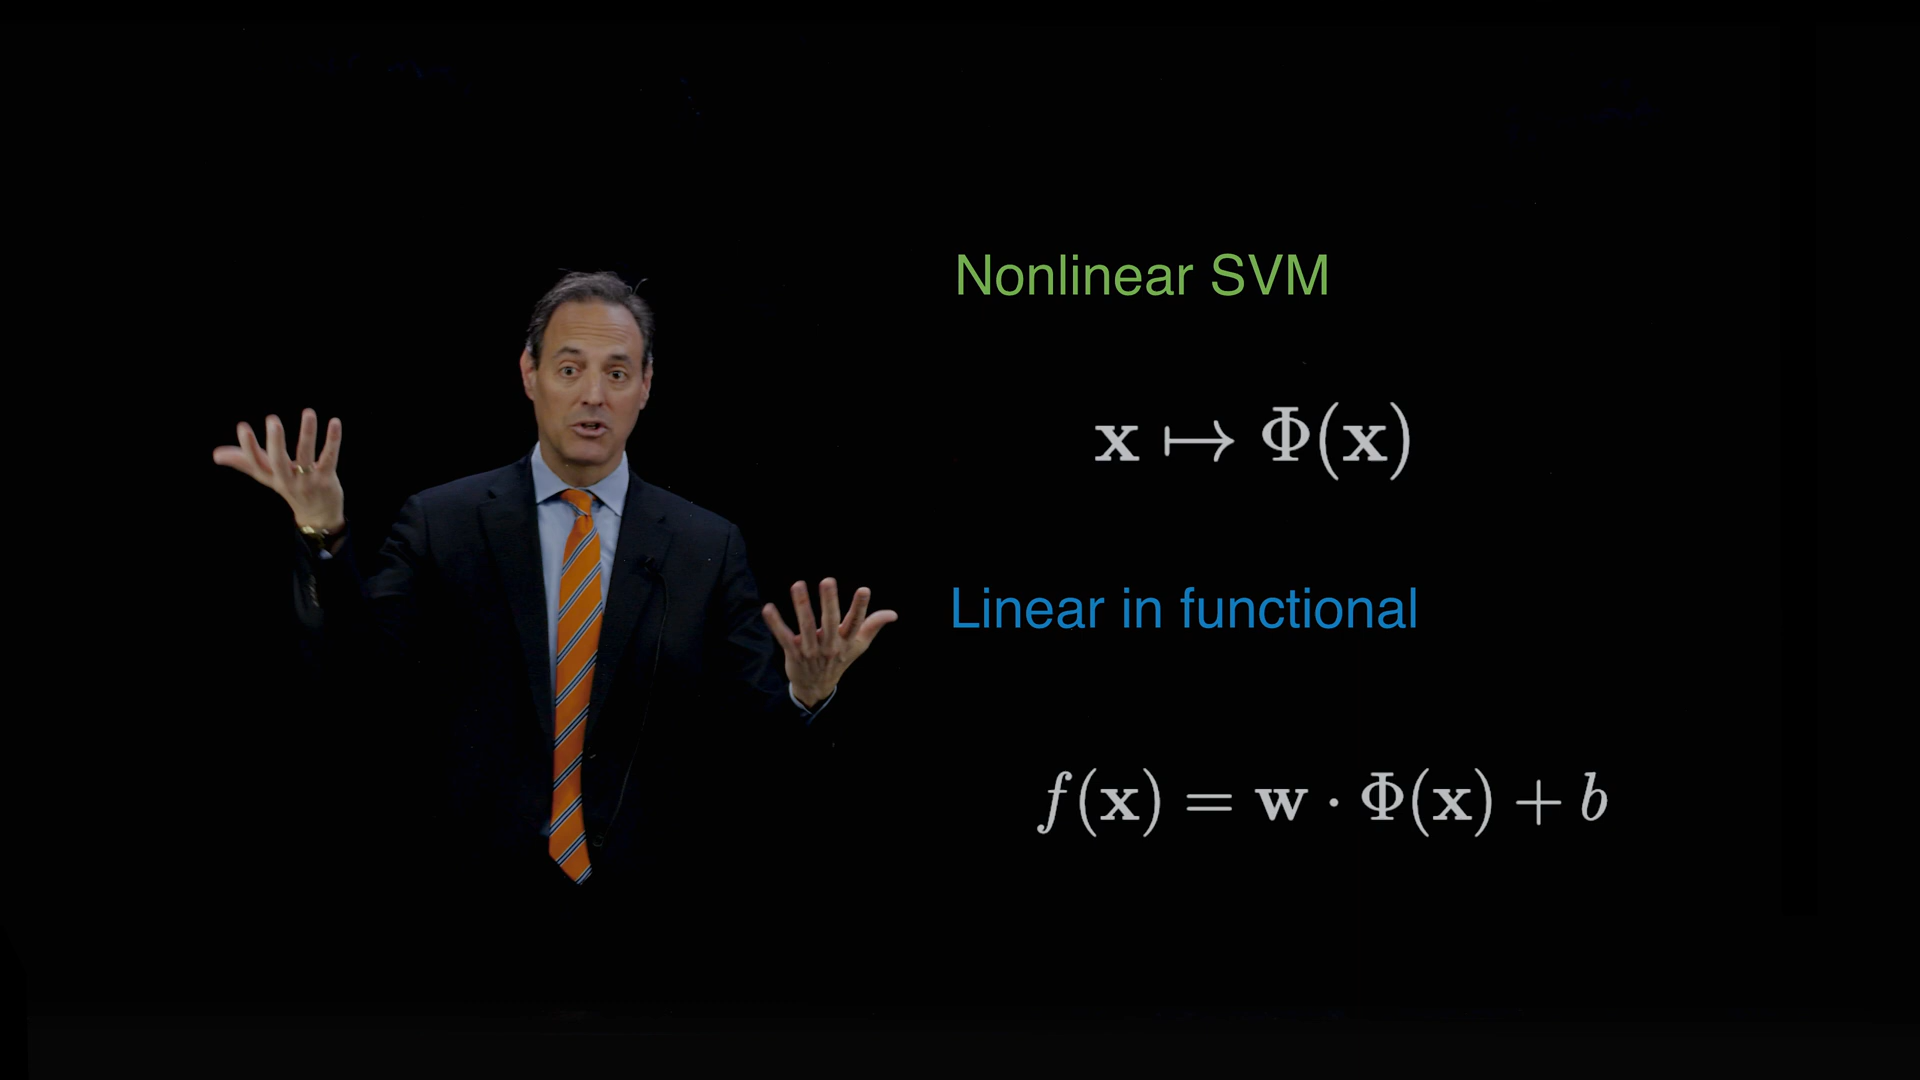 Nonlinear SVM
𝐱 ↦ Φ(𝐱)
Linear in functional
f(𝐱) = 𝐰 · Φ(𝐱) + b